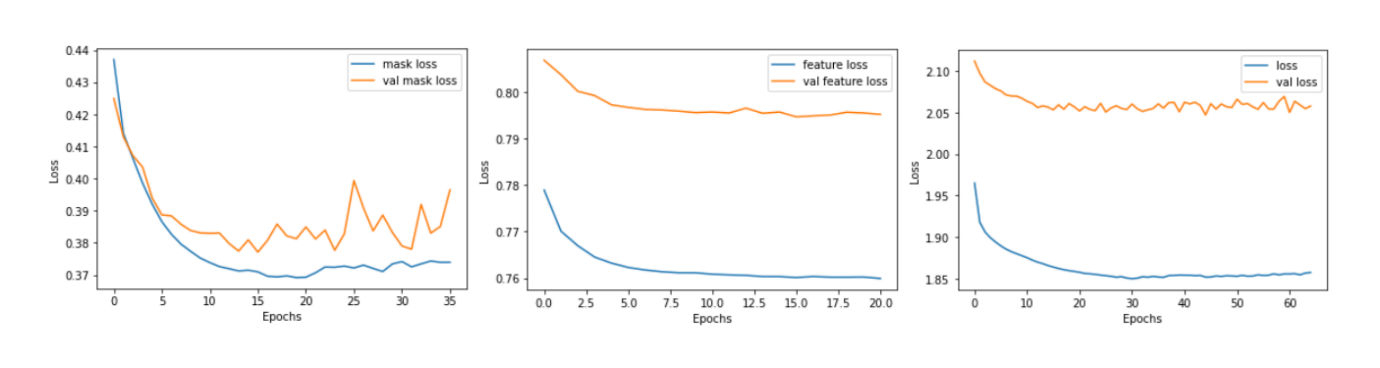 0.44
0.43
0.42
0.41
0.40
0.39
0.38
0.37
Loss
0 5 10 15 20 25 30 35
Epochs
mask loss
val mask loss
0.80
0.79
0.78
0.77
0.76
Loss
0.0 2.5 5.0 7.5 10.0 12.5 15.0 17.5 20.0
Epochs
feature loss
val feature loss
2.10
2.05
2.00
1.95
1.90
1.85
Loss
0 10 20 30 40 50 60
Epochs
loss
val loss